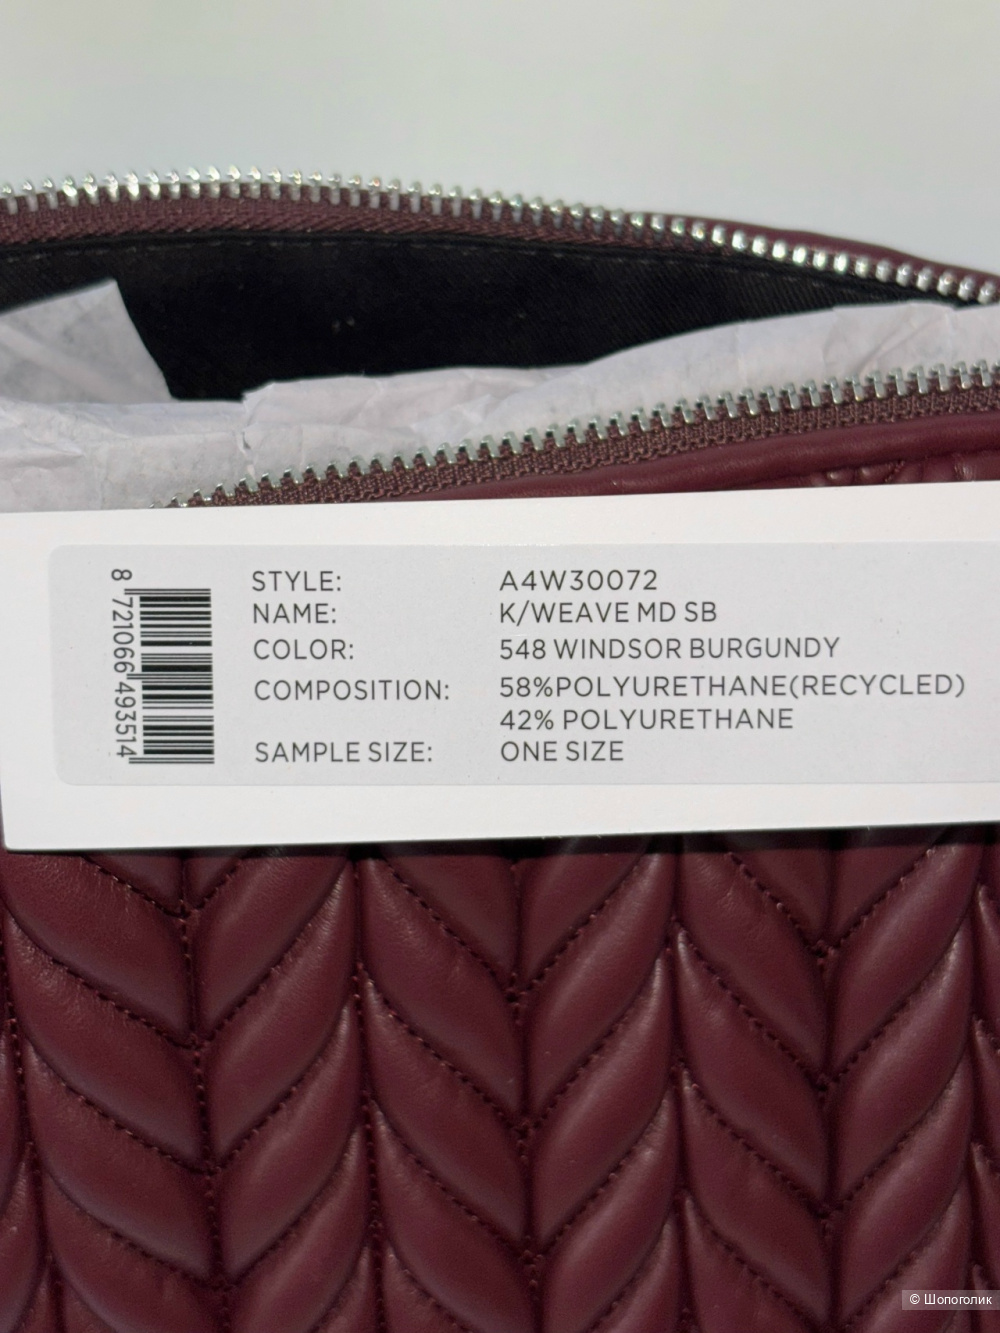 8 721066 493514
STYLE: A4W30072
NAME: K/WEAVE MD SB
COLOR: 548 WINDSOR BURGUNDY
COMPOSITION: 58%POLYURETHANE(RECYCLED)
42% POLYURETHANE
SAMPLE SIZE: ONE SIZE
© Шопоголик